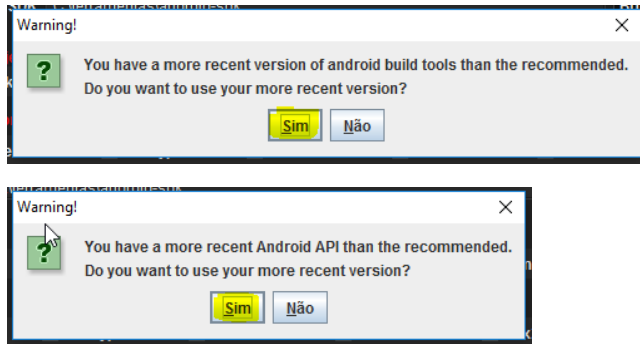 Warning!
You have a more recent version of android build tools than the recommended.
Do you want to use your more recent version?
Sim Não
Warning!
You have a more recent Android API than the recommended.
Do you want to use your more recent version?
Sim Não